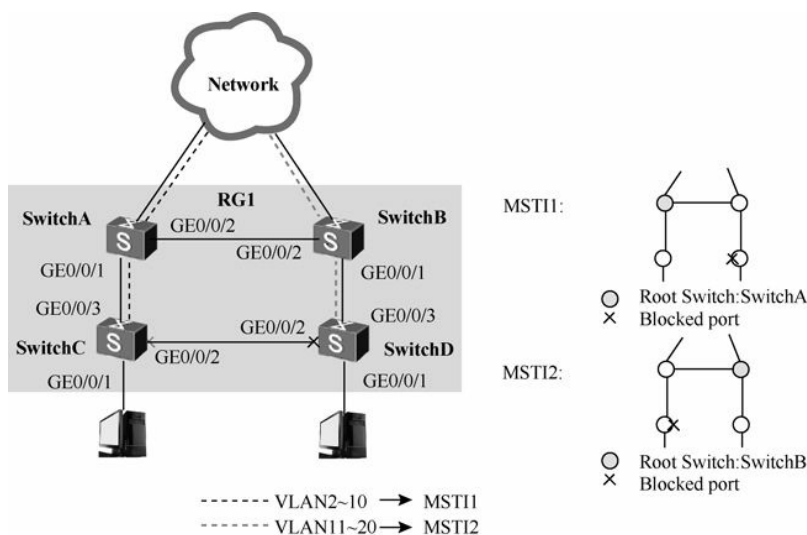 Network
RG1
SwitchA
SwitchB
GE0/0/2
GE0/0/2
GE0/0/1
GE0/0/1
GE0/0/3
GE0/0/3
GE0/0/2
SwitchC
GE0/0/2
SwitchD
GE0/0/1
GE0/0/1
VLAN2~10 MSTI1
VLAN11~20 MSTI2
MSTI1:
Root Switch:SwitchA
Blocked port
MSTI2:
Root Switch:SwitchB
Blocked port
S
S
S
S